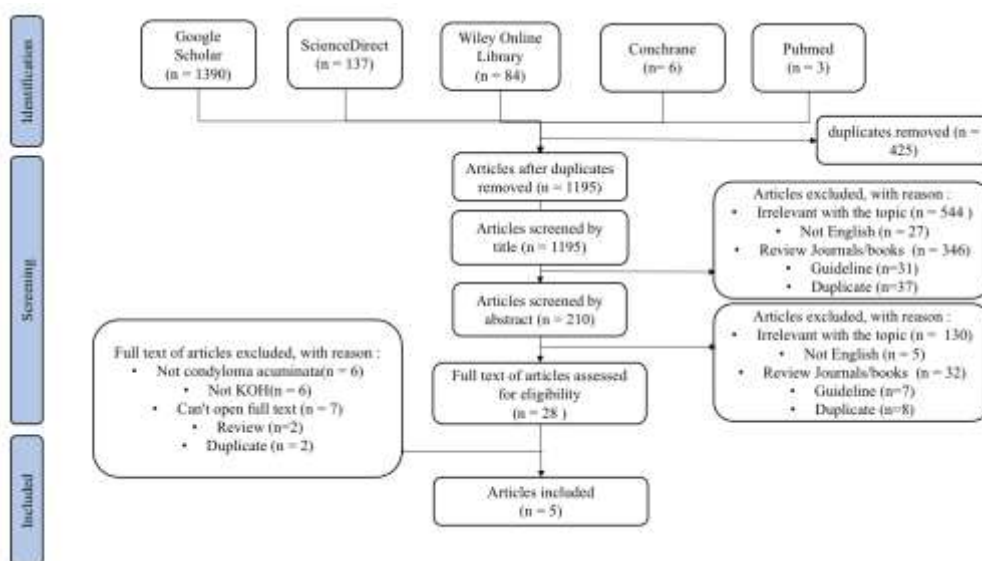 Identification
Google
Scholar
(n = 1390)
ScienceDirect
(n = 137)
Wiley Online
Library
(n = 84)
Conchrane
(n= 6)
Pubmed
(n = 3)
duplicates removed (n =
425)
Screening
Articles after duplicates
removed (n = 1195)
Articles screened by
title (n = 1195)
Articles excluded, with reason :
• Irrelevant with the topic (n = 544 )
• Not English (n = 27)
• Review Journals/books (n = 346)
• Guideline (n=31)
• Duplicate (n=37)
Articles screened by
abstract (n = 210)
Articles excluded, with reason :
• Irrelevant with the topic (n = 130)
• Not English (n = 5)
• Review Journals/books (n = 32)
• Guideline (n=7)
• Duplicate (n=8)
Full text of articles assessed
for eligibility
(n = 28 )
Full text of articles excluded, with reason :
• Not condyloma acuminata(n = 6)
• Not KOH(n = 6)
• Can't open full text (n = 7)
• Review (n=2)
• Duplicate (n = 2)
Included
Articles included
(n = 5)